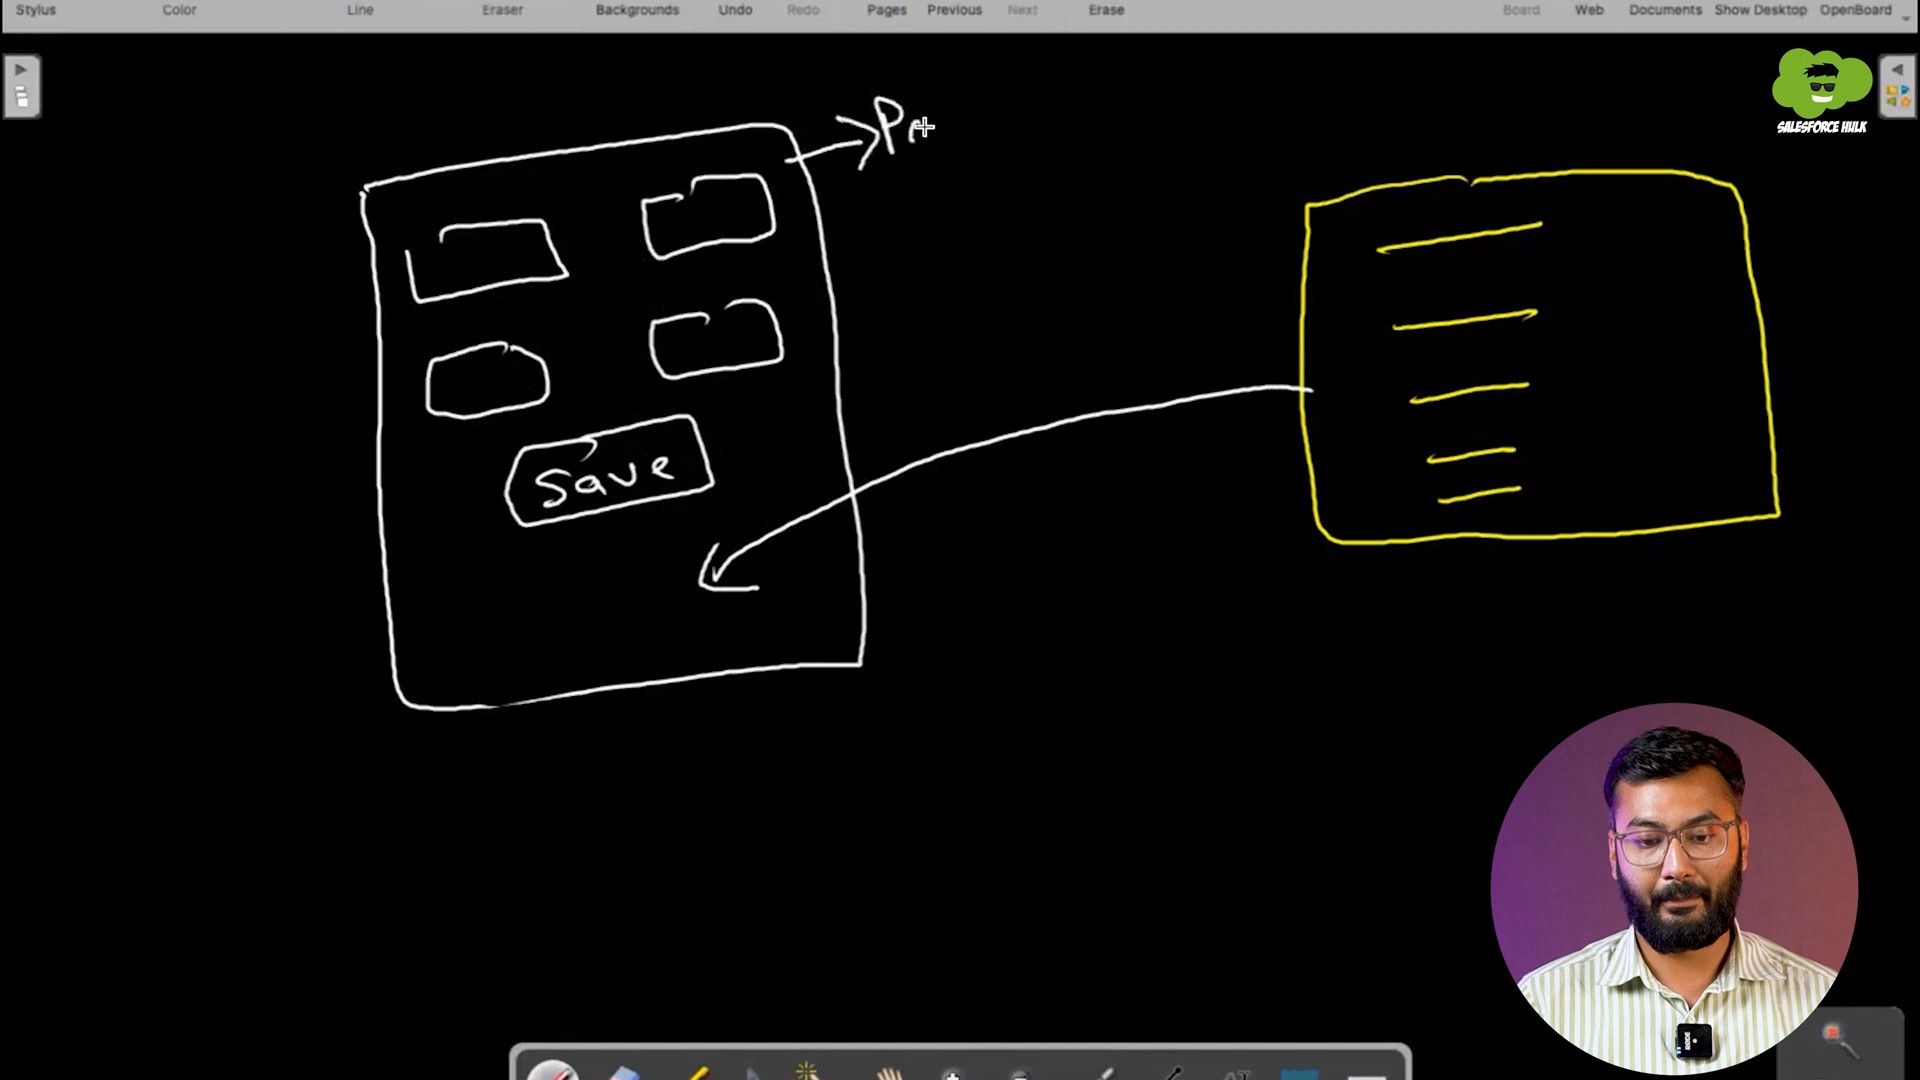 Stylus Color Line Eraser Backgrounds Undo Redo Pages Previous Next Erase Board Web Documents Show Desktop OpenBoard
SALESFORCE HULK
Pr
Save